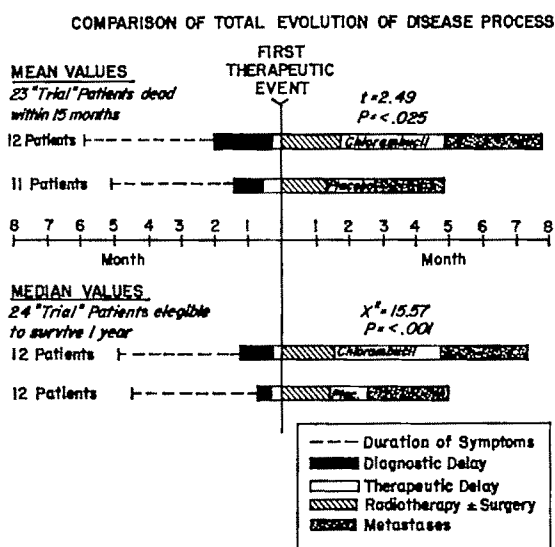 COMPARISON OF TOTAL EVOLUTION OF DISEASE PROCESS
FIRST
THERAPEUTIC
EVENT
MEAN VALUES
23 "Trial" Patients dead
within 15 months
t=2.49
P=<.025
12 Patients
Chlorambucil
11 Patients
Placebo
8 7 6 5 4 3 2 1 1 2 3 4 5 6 7 8
Month Month
MEDIAN VALUES
24 "Trial" Patients elegible
to survive 1 year
X"=15.57
P=<.001
12 Patients
Chlorambucil
12 Patients
Plac.
Duration of Symptoms
Diagnostic Delay
Therapeutic Delay
Radiotherapy ± Surgery
Metastases